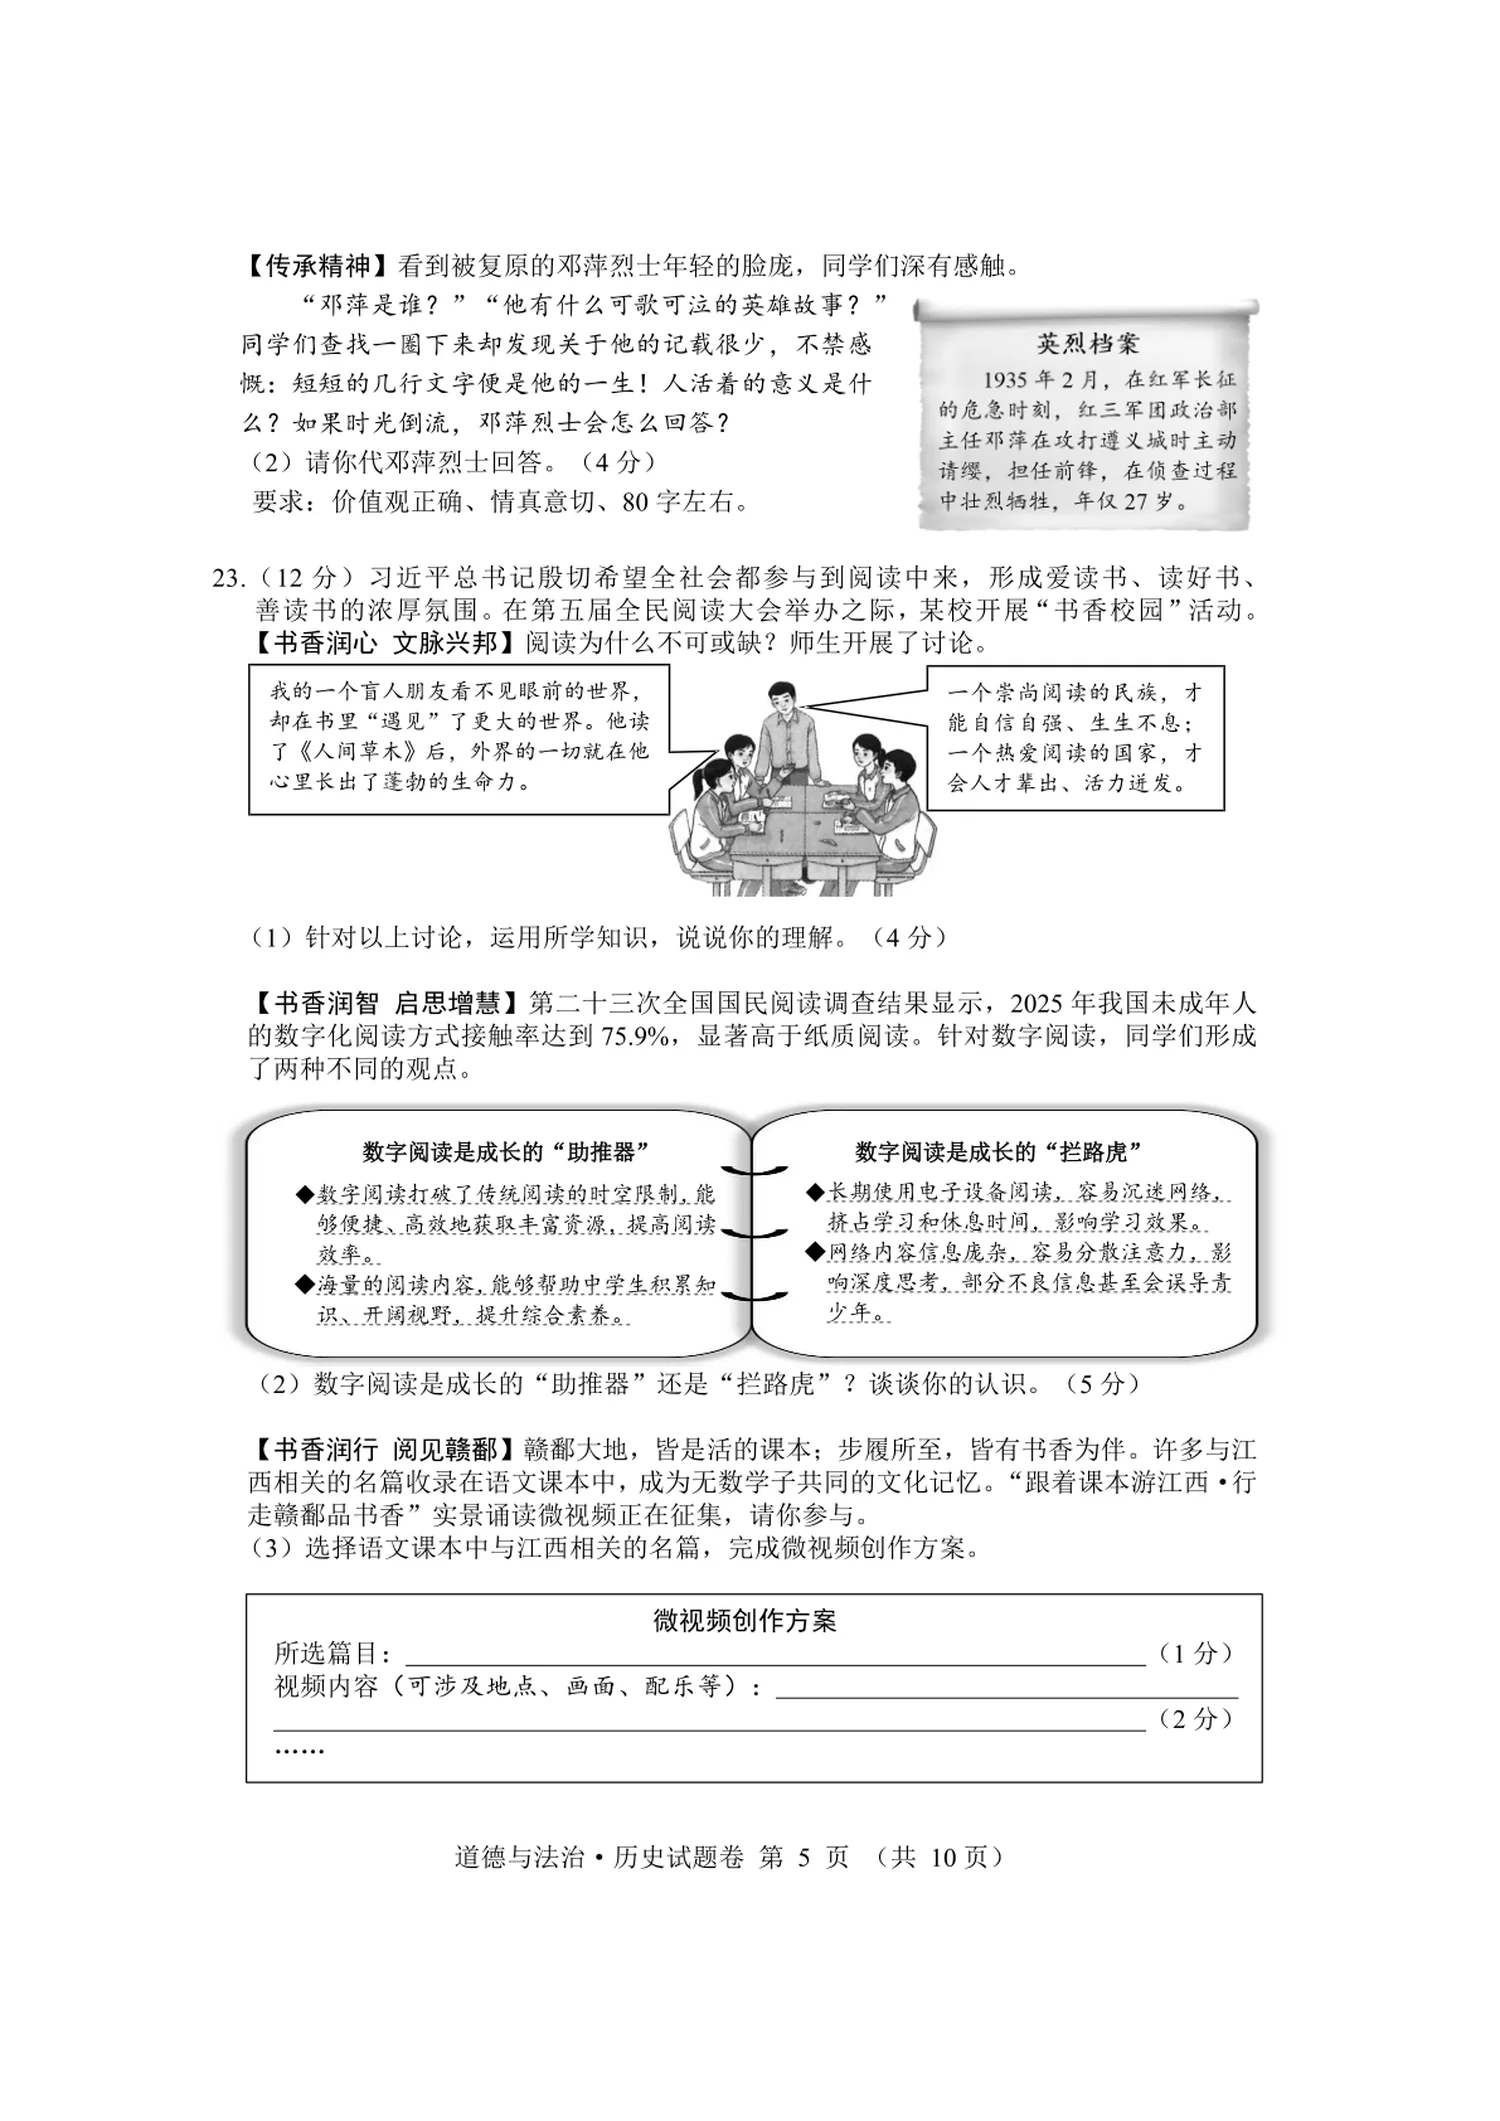 【传承精神】看到被复原的邓萍烈士年轻的脸庞，同学们深有感触。
“邓萍是谁？”“他有什么可歌可泣的英雄故事？”
同学们查找一圈下来却发现关于他的记载很少，不禁感
慨：短短的几行文字便是他的一生！人活着的意义是什
么？如果时光倒流，邓萍烈士会怎么回答？
（2）请你代邓萍烈士回答。（4 分）
要求：价值观正确、情真意切、80 字左右。
英烈档案
1935 年 2 月，在红军长征
的危急时刻，红三军团政治部
主任邓萍在攻打遵义城时主动
请缨，担任前锋，在侦查过程
中壮烈牺牲，年仅 27 岁。
23.（12 分）习近平总书记殷切希望全社会都参与到阅读中来，形成爱读书、读好书、
善读书的浓厚氛围。在第五届全民阅读大会举办之际，某校开展“书香校园”活动。
【书香润心 文脉兴邦】阅读为什么不可或缺？师生开展了讨论。
我的一个盲人朋友看不见眼前的世界，
却在书里“遇见”了更大的世界。他读
了《人间草木》后，外界的一切就在他
心里长出了蓬勃的生命力。
一个崇尚阅读的民族，才
能自信自强、生生不息；
一个热爱阅读的国家，才
会人才辈出、活力迸发。
（1）针对以上讨论，运用所学知识，说说你的理解。（4 分）
【书香润智 启思增慧】第二十三次全国国民阅读调查结果显示，2025 年我国未成年人
的数字化阅读方式接触率达到 75.9%，显著高于纸质阅读。针对数字阅读，同学们形成
了两种不同的观点。
数字阅读是成长的“助推器”
◆数字阅读打破了传统阅读的时空限制，能
够便捷、高效地获取丰富资源，提高阅读
效率。
◆海量的阅读内容，能够帮助中学生积累知
识、开阔视野，提升综合素养。
数字阅读是成长的“拦路虎”
◆长期使用电子设备阅读，容易沉迷网络，
挤占学习和休息时间，影响学习效果。
◆网络内容信息庞杂，容易分散注意力，影
响深度思考，部分不良信息甚至会误导青
少年。
（2）数字阅读是成长的“助推器”还是“拦路虎”？谈谈你的认识。（5 分）
【书香润行 阅见赣鄱】赣鄱大地，皆是活的课本；步履所至，皆有书香为伴。许多与江
西相关的名篇收录在语文课本中，成为无数学子共同的文化记忆。“跟着课本游江西·行
走赣鄱品书香”实景诵读微视频正在征集，请你参与。
（3）选择语文课本中与江西相关的名篇，完成微视频创作方案。
微视频创作方案
所选篇目：（1 分）
视频内容（可涉及地点、画面、配乐等）：
（2 分）
……
道德与法治·历史试题卷 第 5 页 （共 10 页）